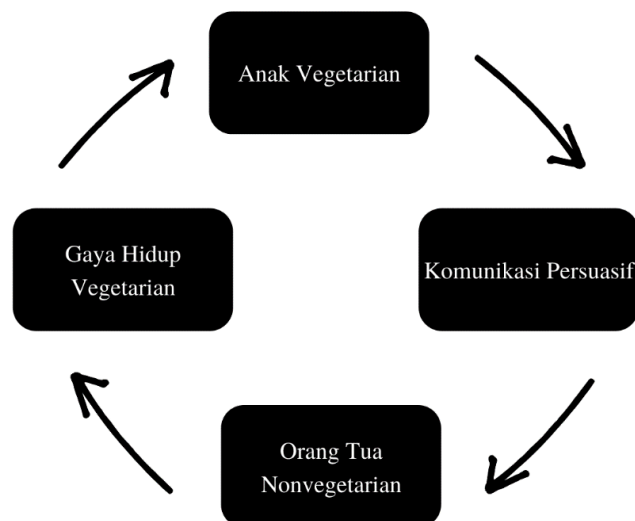 Anak Vegetarian
Komunikasi Persuasif
Orang Tua
Nonvegetarian
Gaya Hidup
Vegetarian